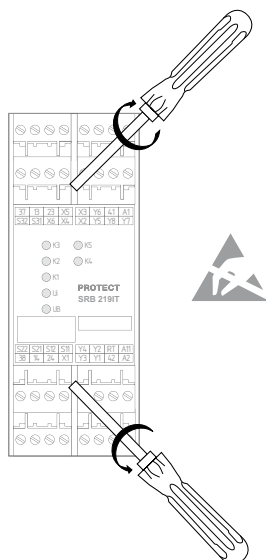 37 13 23 X5 X3 Y6 41 A1
S32 S31 X6 X4 X2 Y5 Y8 Y7
K3 K5
K2 K4
K1
Ui
UB
PROTECT
SRB 219IT
S22 S21 S12 S11 Y4 Y2 RT A11
38 14 24 X1 Y3 Y1 42 A2